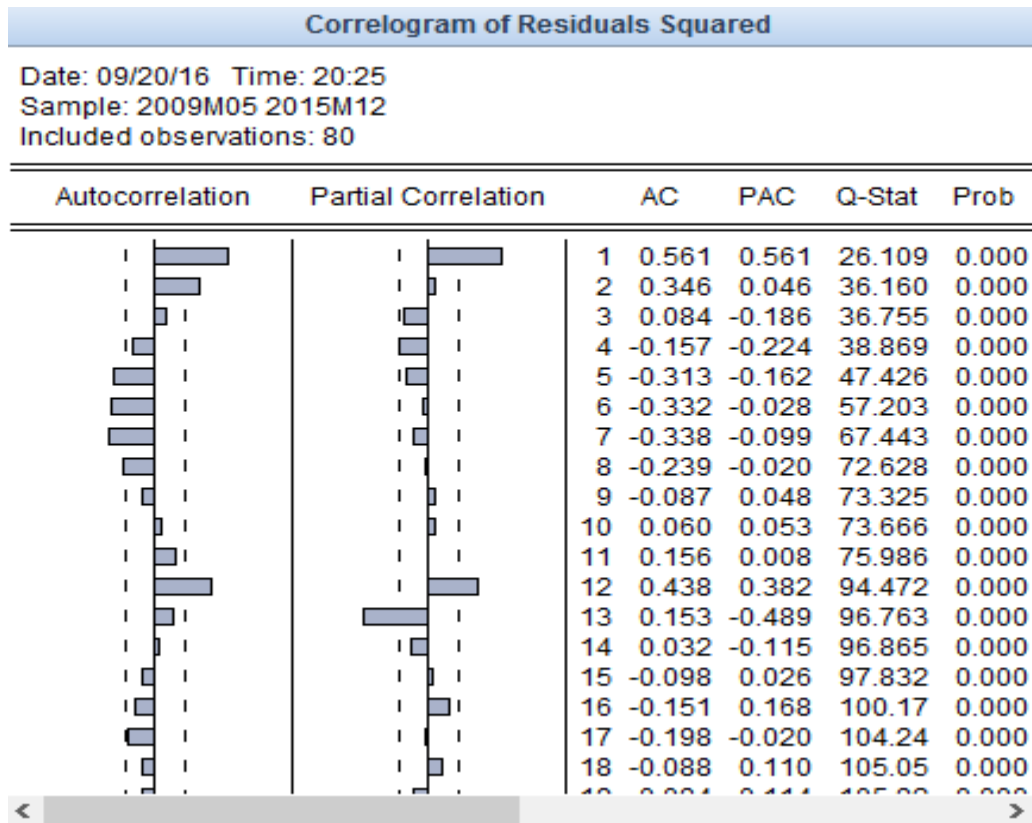 Correlogram of Residuals Squared
Date: 09/20/16 Time: 20:25
Sample: 2009M05 2015M12
Included observations: 80
Autocorrelation Partial Correlation AC PAC Q-Stat Prob
1 0.561 0.561 26.109 0.000
2 0.346 0.046 36.160 0.000
3 0.084 -0.186 36.755 0.000
4 -0.157 -0.224 38.869 0.000
5 -0.313 -0.162 47.426 0.000
6 -0.332 -0.028 57.203 0.000
7 -0.338 -0.099 67.443 0.000
8 -0.239 -0.020 72.628 0.000
9 -0.087 0.048 73.325 0.000
10 0.060 0.053 73.666 0.000
11 0.156 0.008 75.986 0.000
12 0.438 0.382 94.472 0.000
13 0.153 -0.489 96.763 0.000
14 0.032 -0.115 96.865 0.000
15 -0.098 0.026 97.832 0.000
16 -0.151 0.168 100.17 0.000
17 -0.198 -0.020 104.24 0.000
18 -0.088 0.110 105.05 0.000